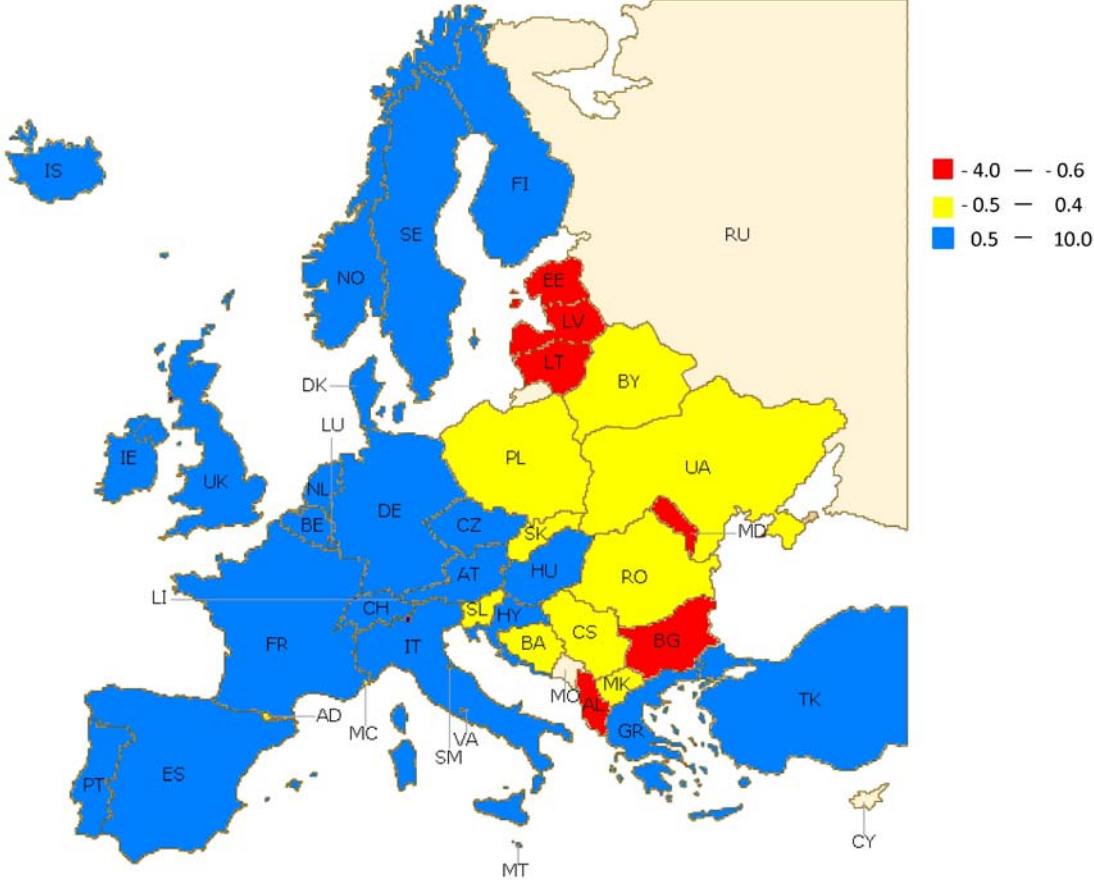 IS
FI
SE
RU
NO
EE
LV
LT
BY
DK
LU
PL
IE
UK
NL
UA
BE
DE
CZ
SK
MD
AT
HU
RO
LI
CH
SL
HY
FR
IT
BA
CS
BG
MO
MK
AL
TK
AD
MC
VA
SM
GR
PT
ES
CY
MT
- 4.0 — - 0.6
- 0.5 — 0.4
0.5 — 10.0